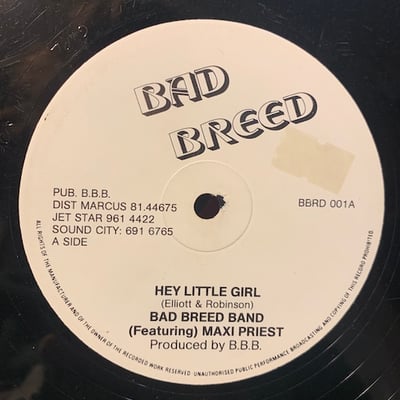 BAD
BREED
PUB. B.B.B.
DIST MARCUS 81.44675
JET STAR 961 4422
SOUND CITY: 691 6765
A SIDE
BBRD 001A
HEY LITTLE GIRL
(Elliott & Robinson)
BAD BREED BAND
(Featuring) MAXI PRIEST
Produced by B.B.B.
ALL RIGHTS OF THE MANUFACTURER AND OF THE OWNER OF THE RECORDED WORK RESERVED UNAUTHORISED PUBLIC PERFORMANCE BROADCASTING AND COPYING OF THIS RECORD PROHIBITED